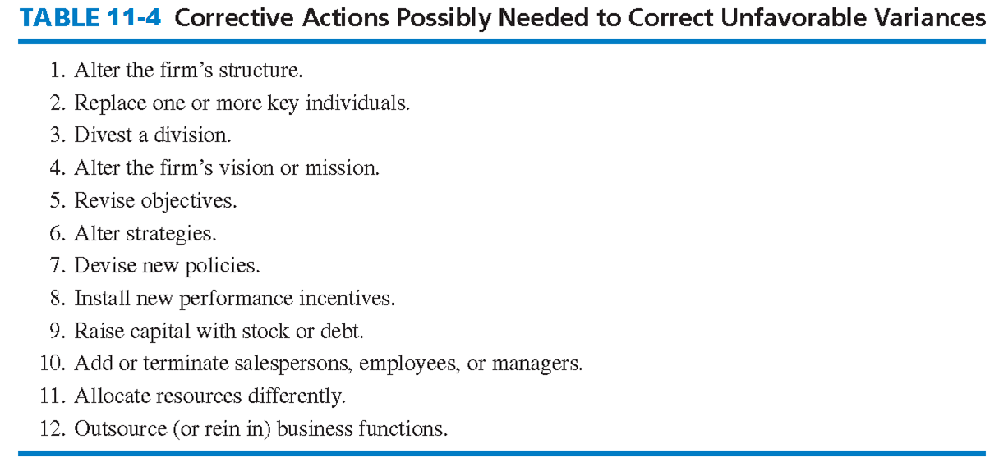 TABLE 11-4 Corrective Actions Possibly Needed to Correct Unfavorable Variances
1. Alter the firm’s structure.
2. Replace one or more key individuals.
3. Divest a division.
4. Alter the firm’s vision or mission.
5. Revise objectives.
6. Alter strategies.
7. Devise new policies.
8. Install new performance incentives.
9. Raise capital with stock or debt.
10. Add or terminate salespersons, employees, or managers.
11. Allocate resources differently.
12. Outsource (or rein in) business functions.